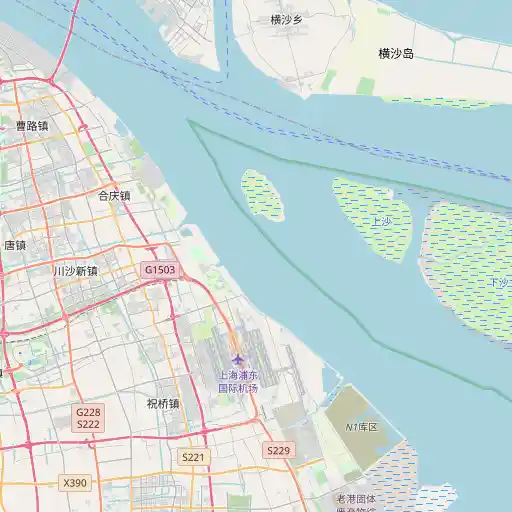 横沙乡
横沙岛
曹路镇
合庆镇
上沙
唐镇
川沙新镇
G1503
下沙
上海浦东
国际机场
祝桥镇
G228
S222
N1库区
S221
S229
X390
老港固体